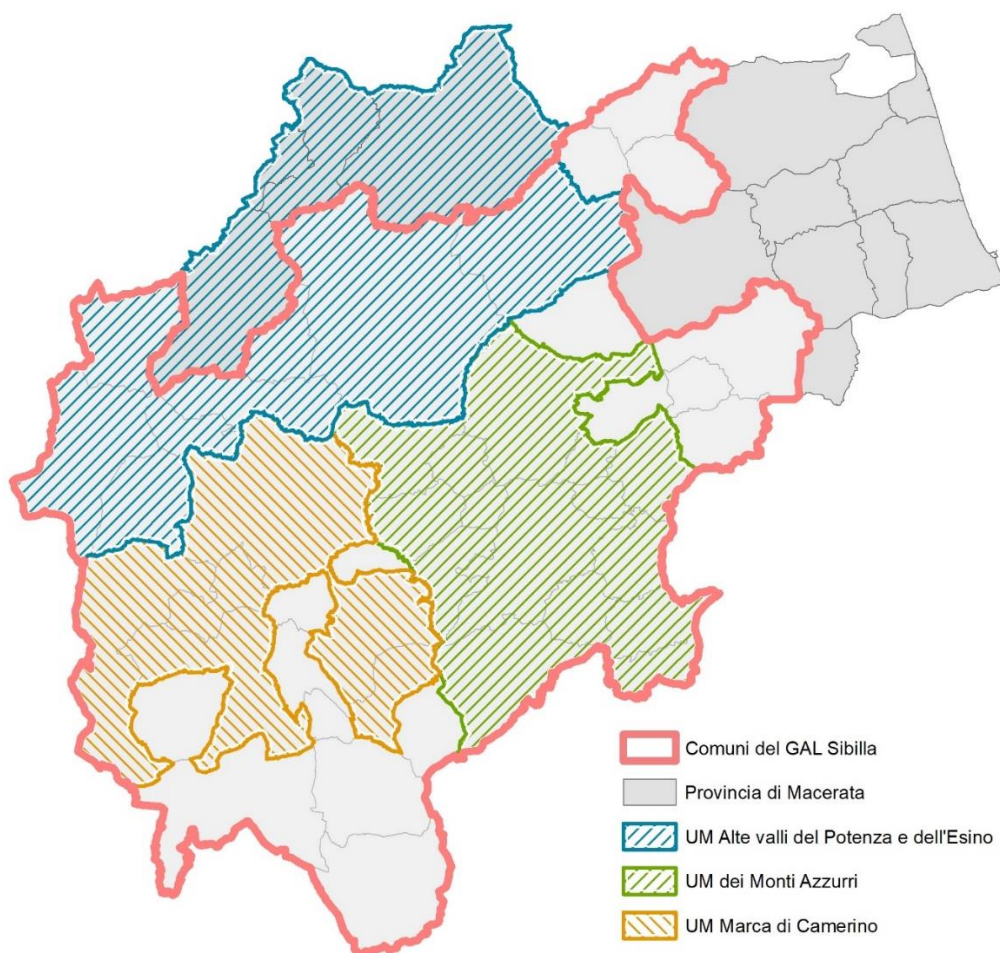 Comuni del GAL Sibilla
Provincia di Macerata
UM Alte valli del Potenza e dell'Esino
UM dei Monti Azzurri
UM Marca di Camerino